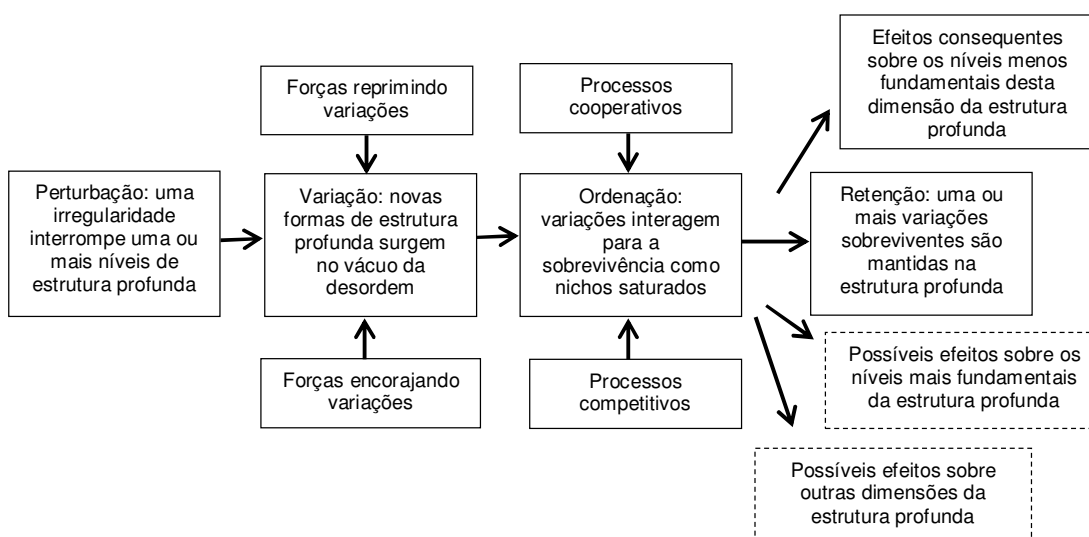 Forças reprimindo
variações
Processos
cooperativos
Efeitos consequentes
sobre os níveis menos
fundamentais desta
dimensão da estrutura
profunda
Perturbação: uma
irregularidade
interrompe uma ou
mais níveis de
estrutura profunda
Variação: novas
formas de estrutura
profunda surgem
no vácuo da
desordem
Ordenação:
variações interagem
para a
sobrevivência como
nichos saturados
Retenção: uma ou
mais variações
sobreviventes são
mantidas na
estrutura profunda
Forças encorajando
variações
Processos
competitivos
Possíveis efeitos sobre os
níveis mais fundamentais
da estrutura profunda
Possíveis efeitos sobre
outras dimensões da
estrutura profunda